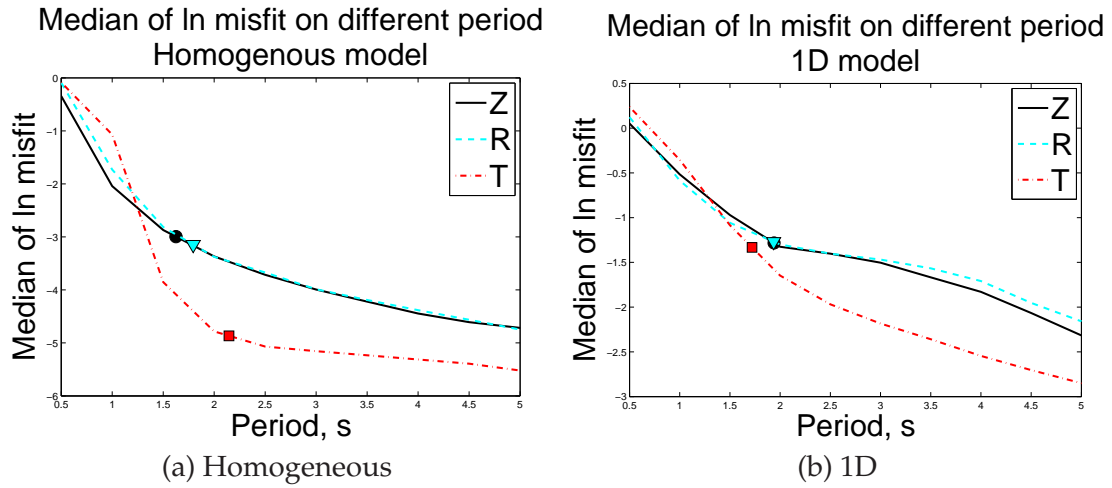 Median of ln misfit on different period
Homogenous model
Median of ln misfit
0
−1
−2
−3
−4
−5
−6
0.5 1 1.5 2 2.5 3 3.5 4 4.5 5
Period, s
Z
R
T
(a) Homogeneous
Median of ln misfit on different period
1D model
Median of ln misfit
0.5
0
−0.5
−1
−1.5
−2
−2.5
−3
0.5 1 1.5 2 2.5 3 3.5 4 4.5 5
Period, s
Z
R
T
(b) 1D